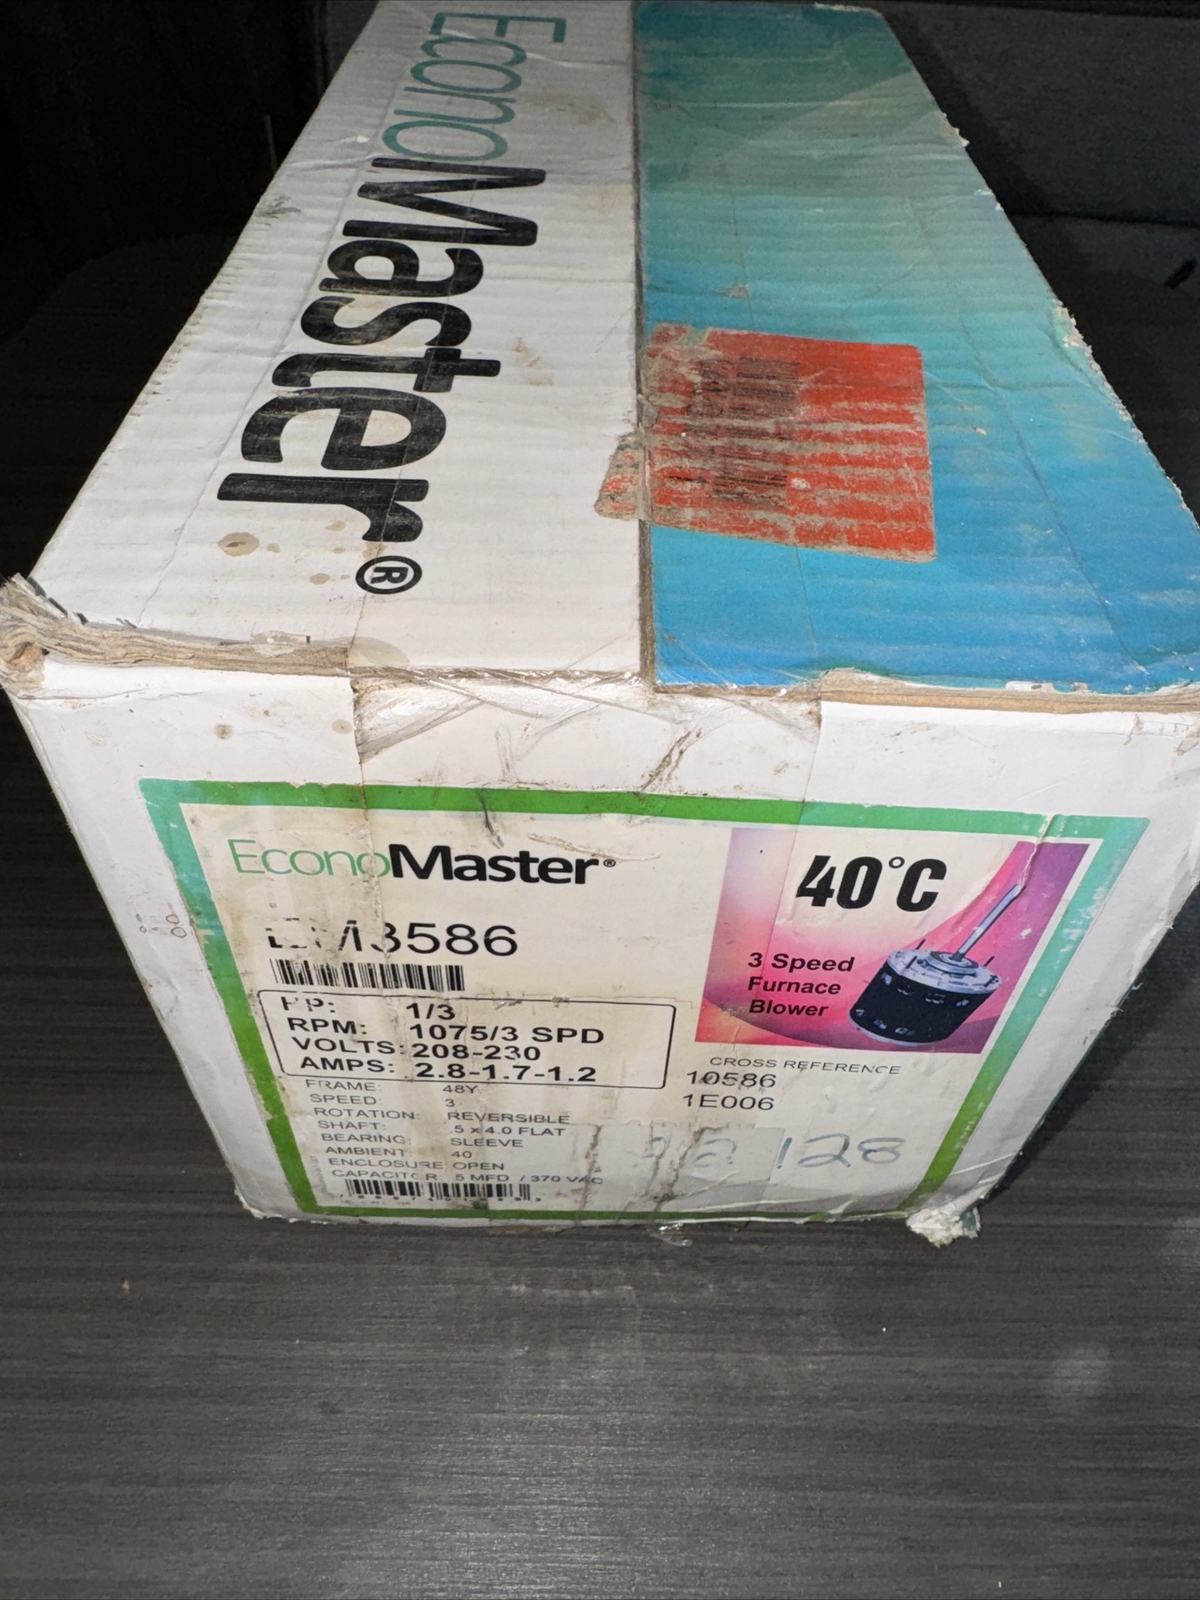 EconoMaster®
EconoMaster®
40°C
EM3586
3 Speed
Furnace
Blower
HP: 1/3
RPM: 1075/3 SPD
VOLTS: 208-230
AMPS: 2.8-1.7-1.2
CROSS REFERENCE
10586
1E006
FRAME: 48Y
SPEED: 3
ROTATION: REVERSIBLE
SHAFT: .5 x 4.0 FLAT
BEARING: SLEEVE
AMBIENT: 40
ENCLOSURE OPEN
CAPACITOR: 5 MFD / 370 VAC
128